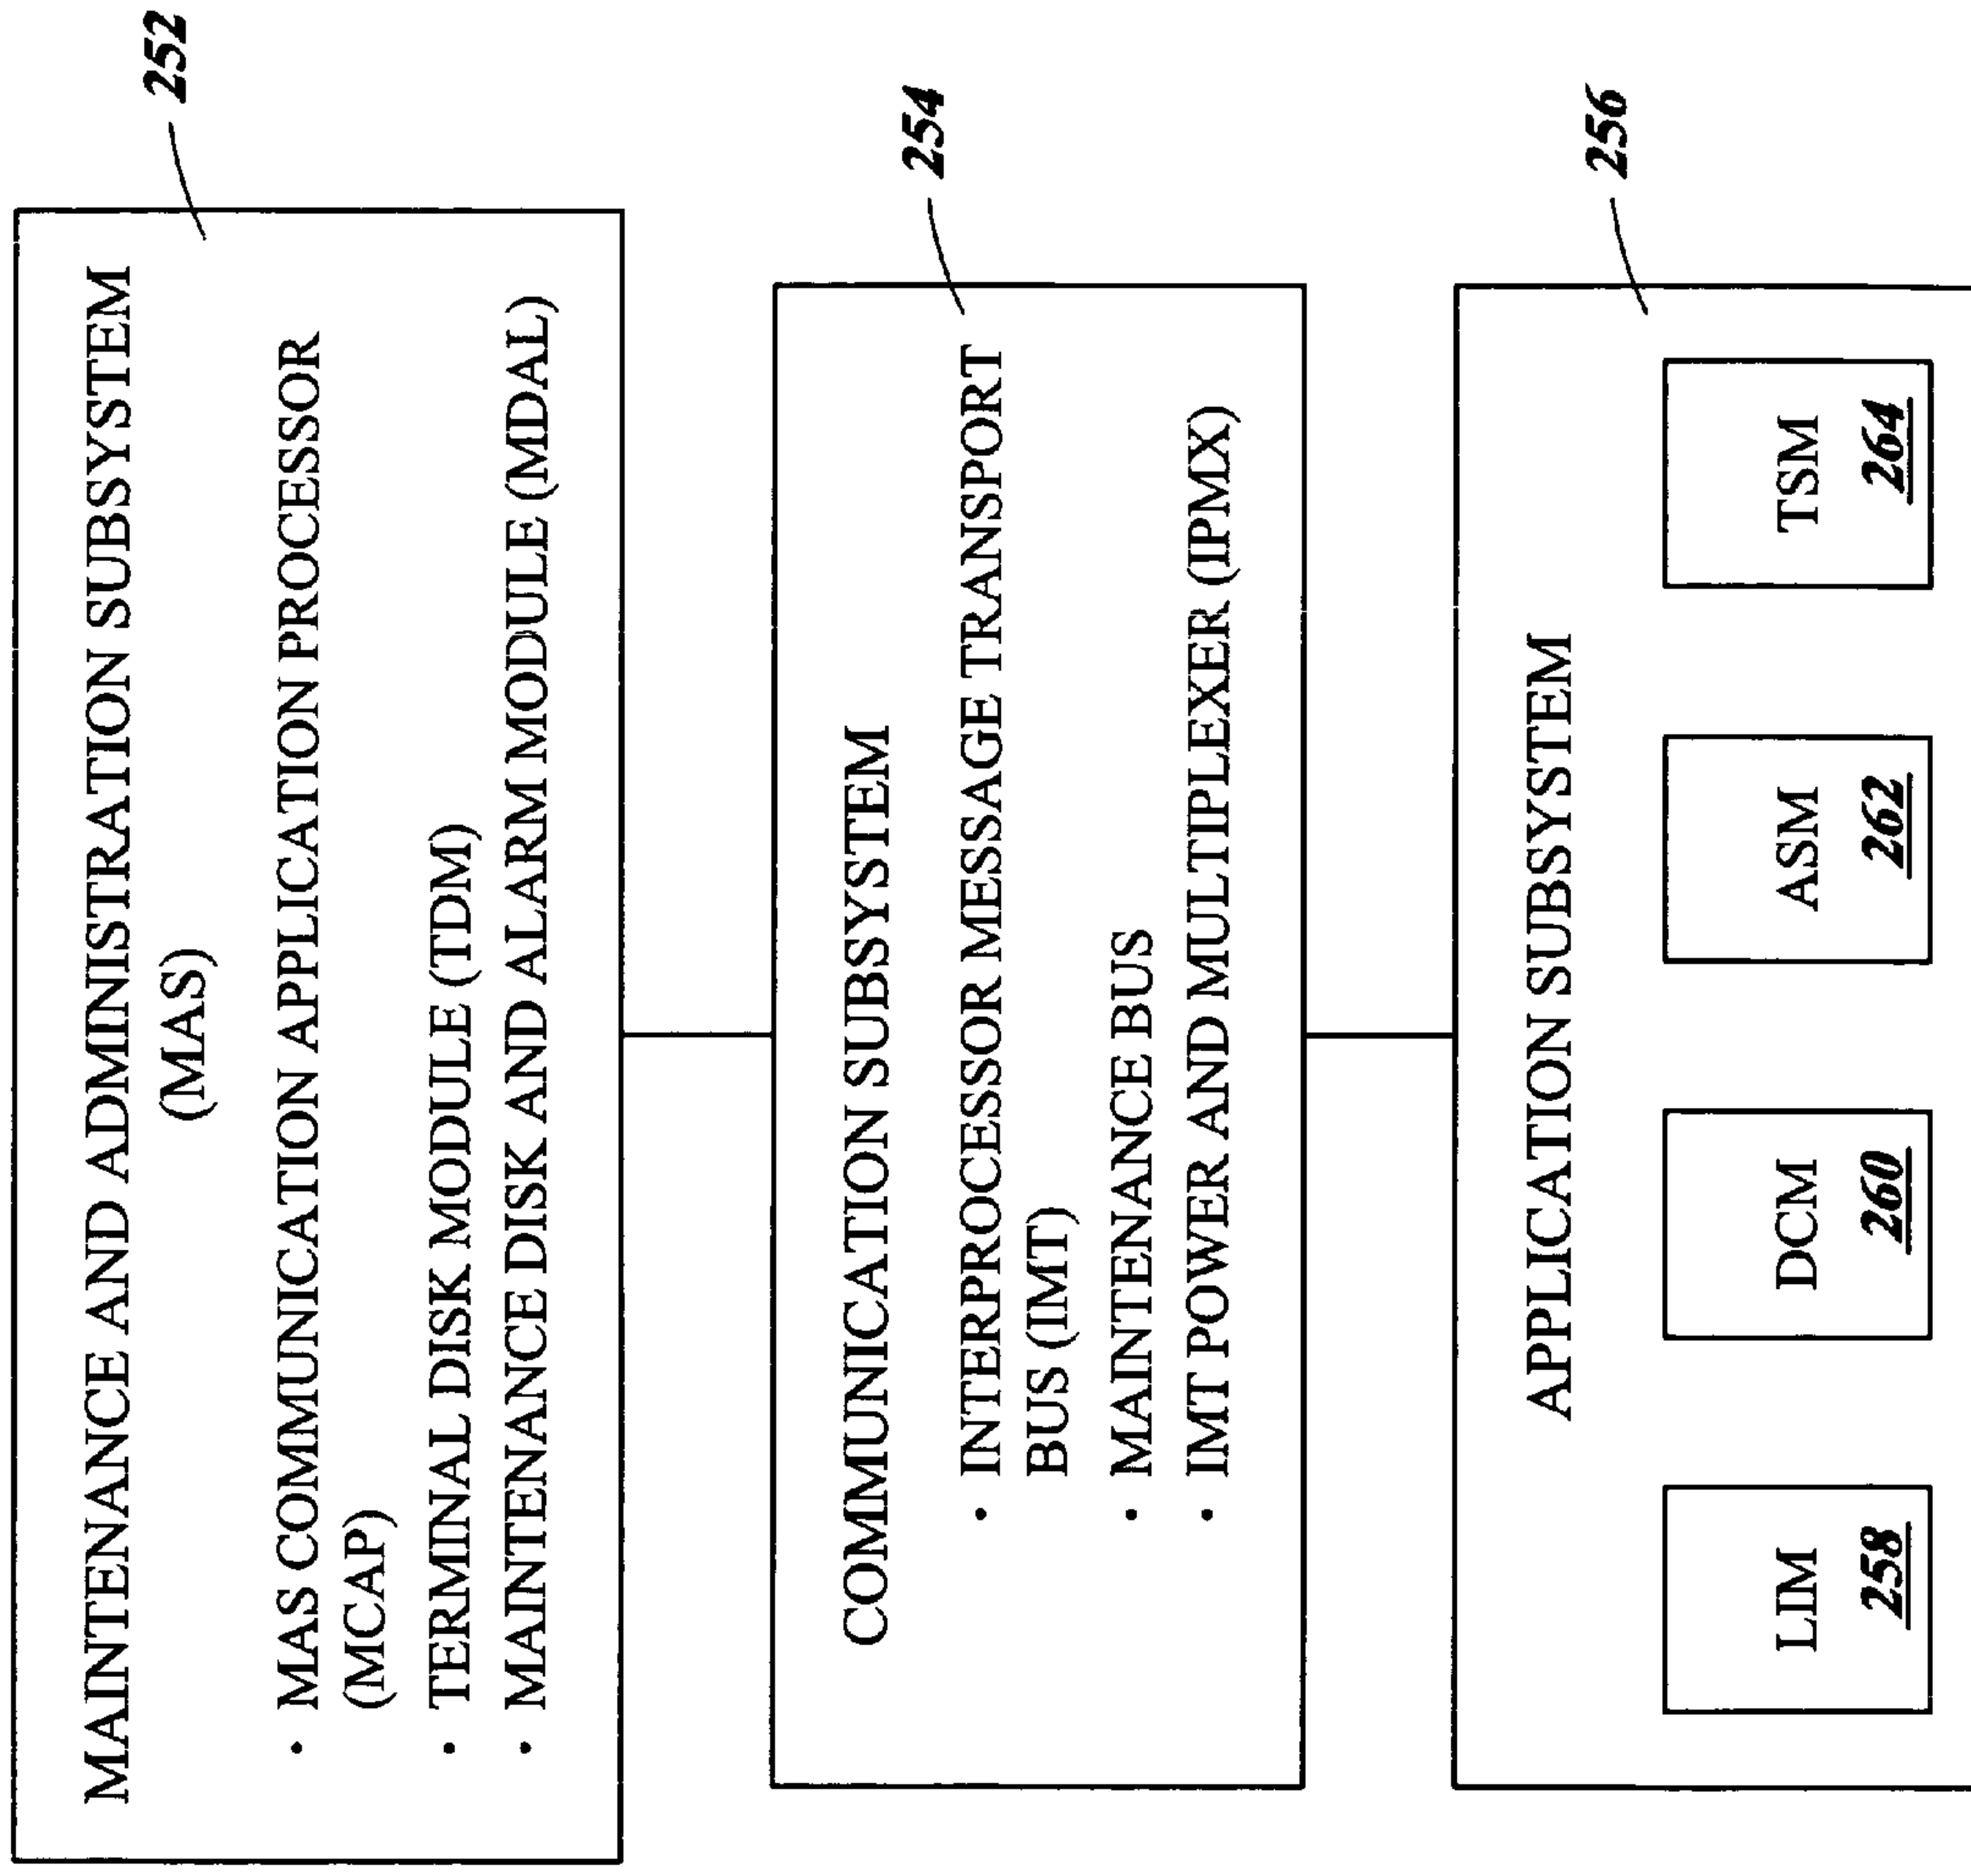 252
MAINTENANCE AND ADMINISTRATION SUBSYSTEM
(MAS)
· MAS COMMUNICATION APPLICATION PROCESSOR
(MCAP)
· TERMINAL DISK MODULE (TDM)
· MAINTENANCE DISK AND ALARM MODULE (MDAL)
254
COMMUNICATION SUBSYSTEM
· INTERPROCESSOR MESSAGE TRANSPORT
BUS (IMT)
· MAINTENANCE BUS
· IMT POWER AND MULTIPLEXER (IPMX)
256
APPLICATION SUBSYSTEM
LIM
258
DCM
260
ASM
262
TSM
264